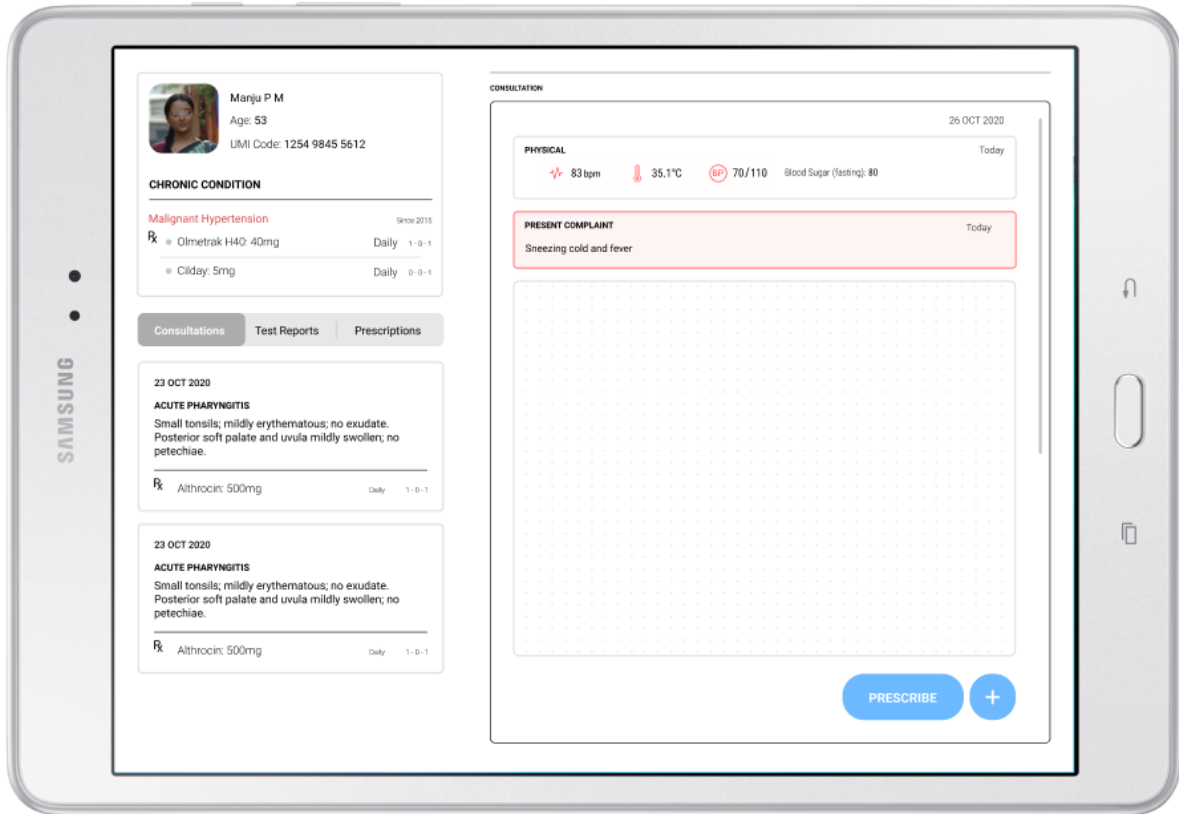 SAMSUNG
Manju P M
Age: 53
UMI Code: 1254 9845 5612
CHRONIC CONDITION
Malignant Hypertension Since 2015
Rx Olmetrak H40: 40mg Daily 1-0-1
Cilday: 5mg Daily 0-0-1
Consultations Test Reports Prescriptions
23 OCT 2020
ACUTE PHARYNGITIS
Small tonsils; mildly erythematous; no exudate.
Posterior soft palate and uvula mildly swollen; no
petechiae.
Rx Althrocin: 500mg Daily 1-0-1
23 OCT 2020
ACUTE PHARYNGITIS
Small tonsils; mildly erythematous; no exudate.
Posterior soft palate and uvula mildly swollen; no
petechiae.
Rx Althrocin: 500mg Daily 1-0-1
CONSULTATION
26 OCT 2020
PHYSICAL Today
83 bpm 35.1°C BP 70/110 Blood Sugar (fasting): 80
PRESENT COMPLAINT Today
Sneezing cold and fever
PRESCRIBE +